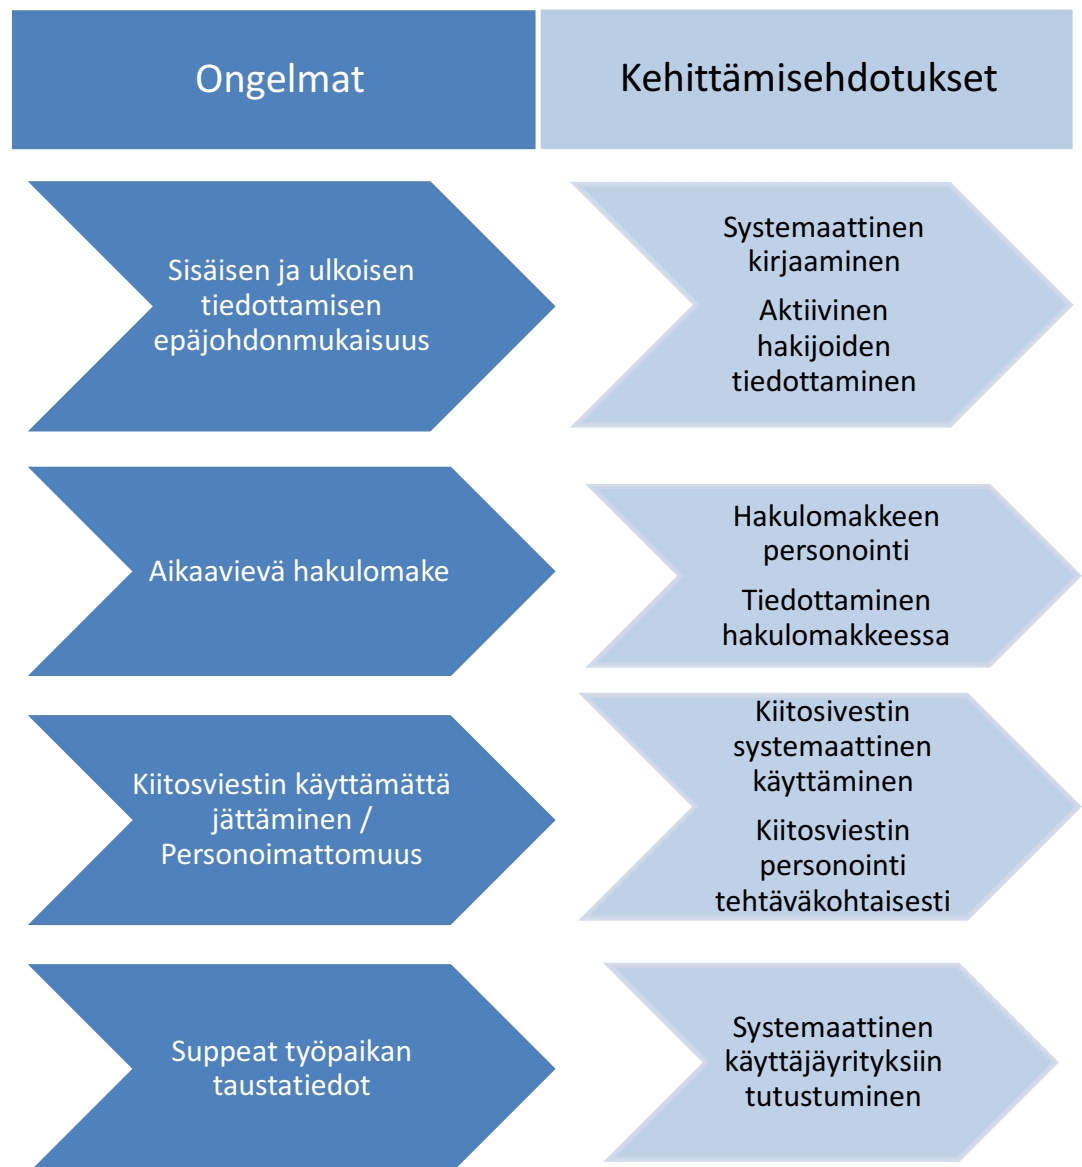 Ongelmat
Kehittämisehdotukset
Sisäisen ja ulkoisen
tiedottamisen
epäjohdonmukaisuus
Systemaattinen
kirjaaminen
Aktiivinen
hakijoiden
tiedottaminen
Aikaavievä hakulomake
Hakulomakkeen
personointi
Tiedottaminen
hakulomakkeessa
Kiitosviestin käyttämättä
jättäminen /
Personoimattomuus
Kiitosivestin
systemaattinen
käyttäminen
Kiitosviestin
personointi
tehtäväkohtaisesti
Suppeat työpaikan
taustatiedot
Systemaattinen
käyttäjäyrityksiin
tutustuminen